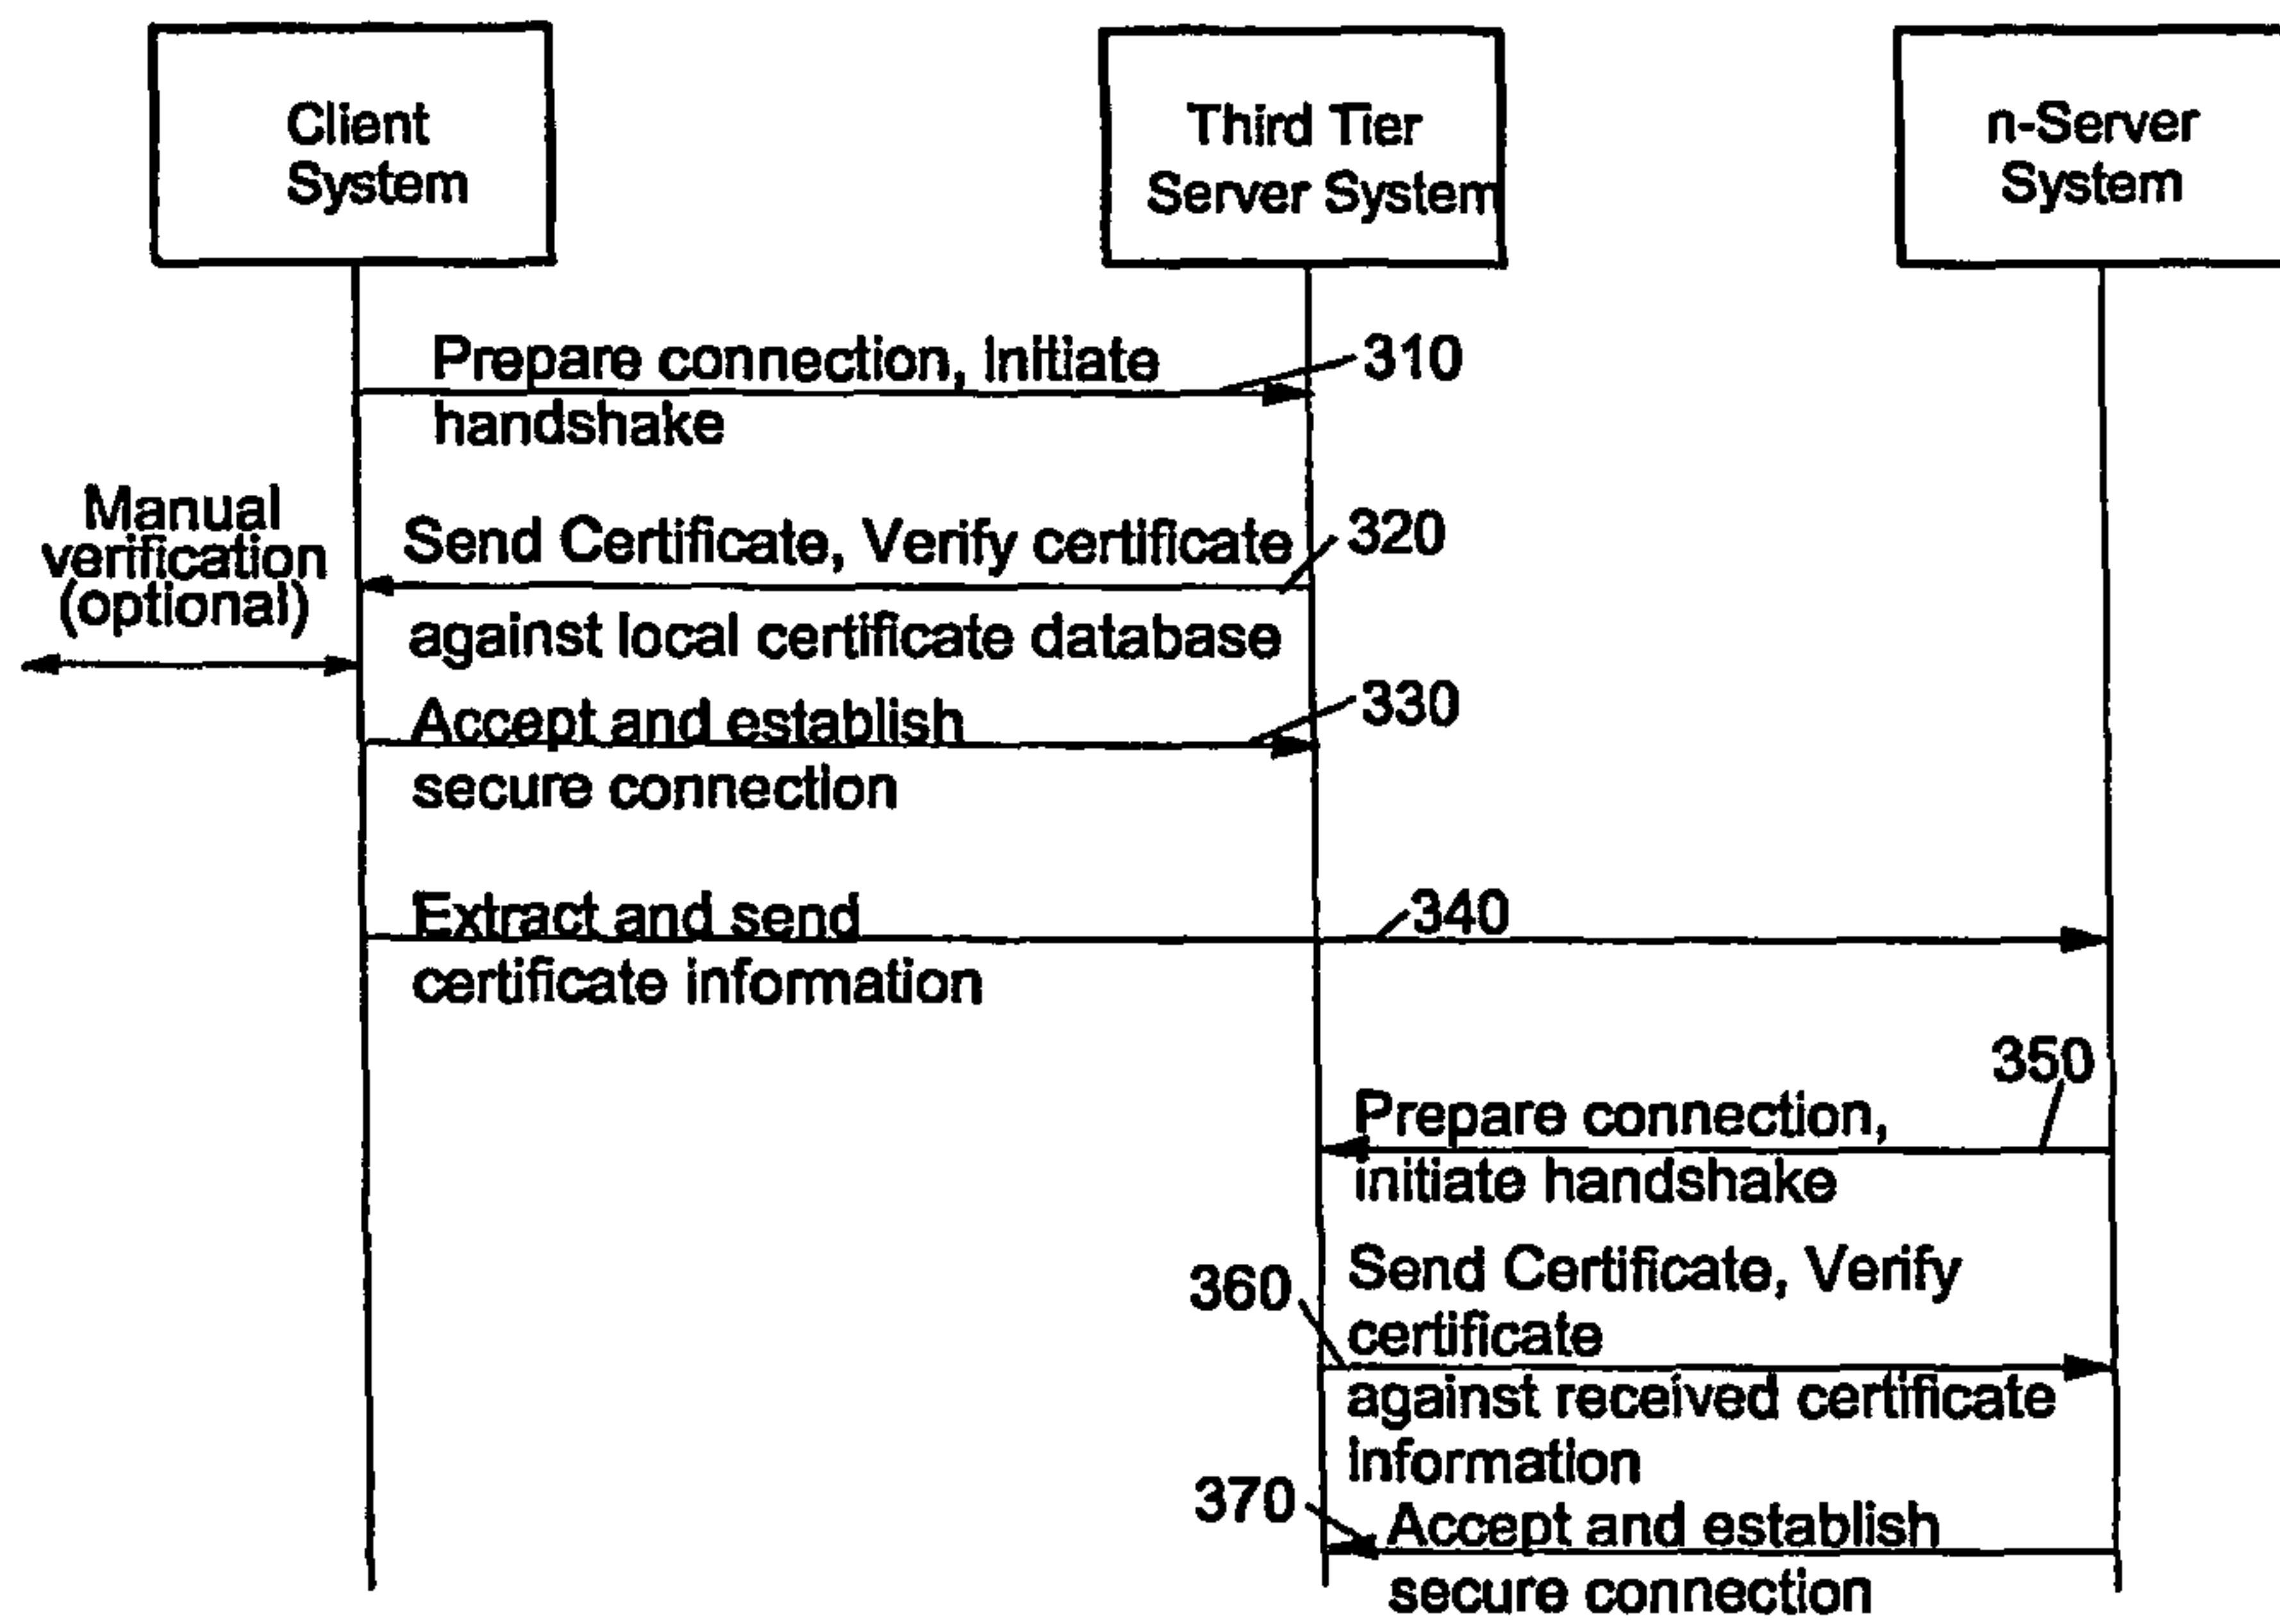 Client
System
Third Tier
Server System
n-Server
System
Prepare connection, Initiate
handshake
310
Manual
verification
(optional)
Send Certificate, Verify certificate
against local certificate database
320
Accept and establish
secure connection
330
Extract and send
certificate information
340
350
Prepare connection,
initiate handshake
360
Send Certificate, Verify
certificate
against received certificate
information
370
Accept and establish
secure connection